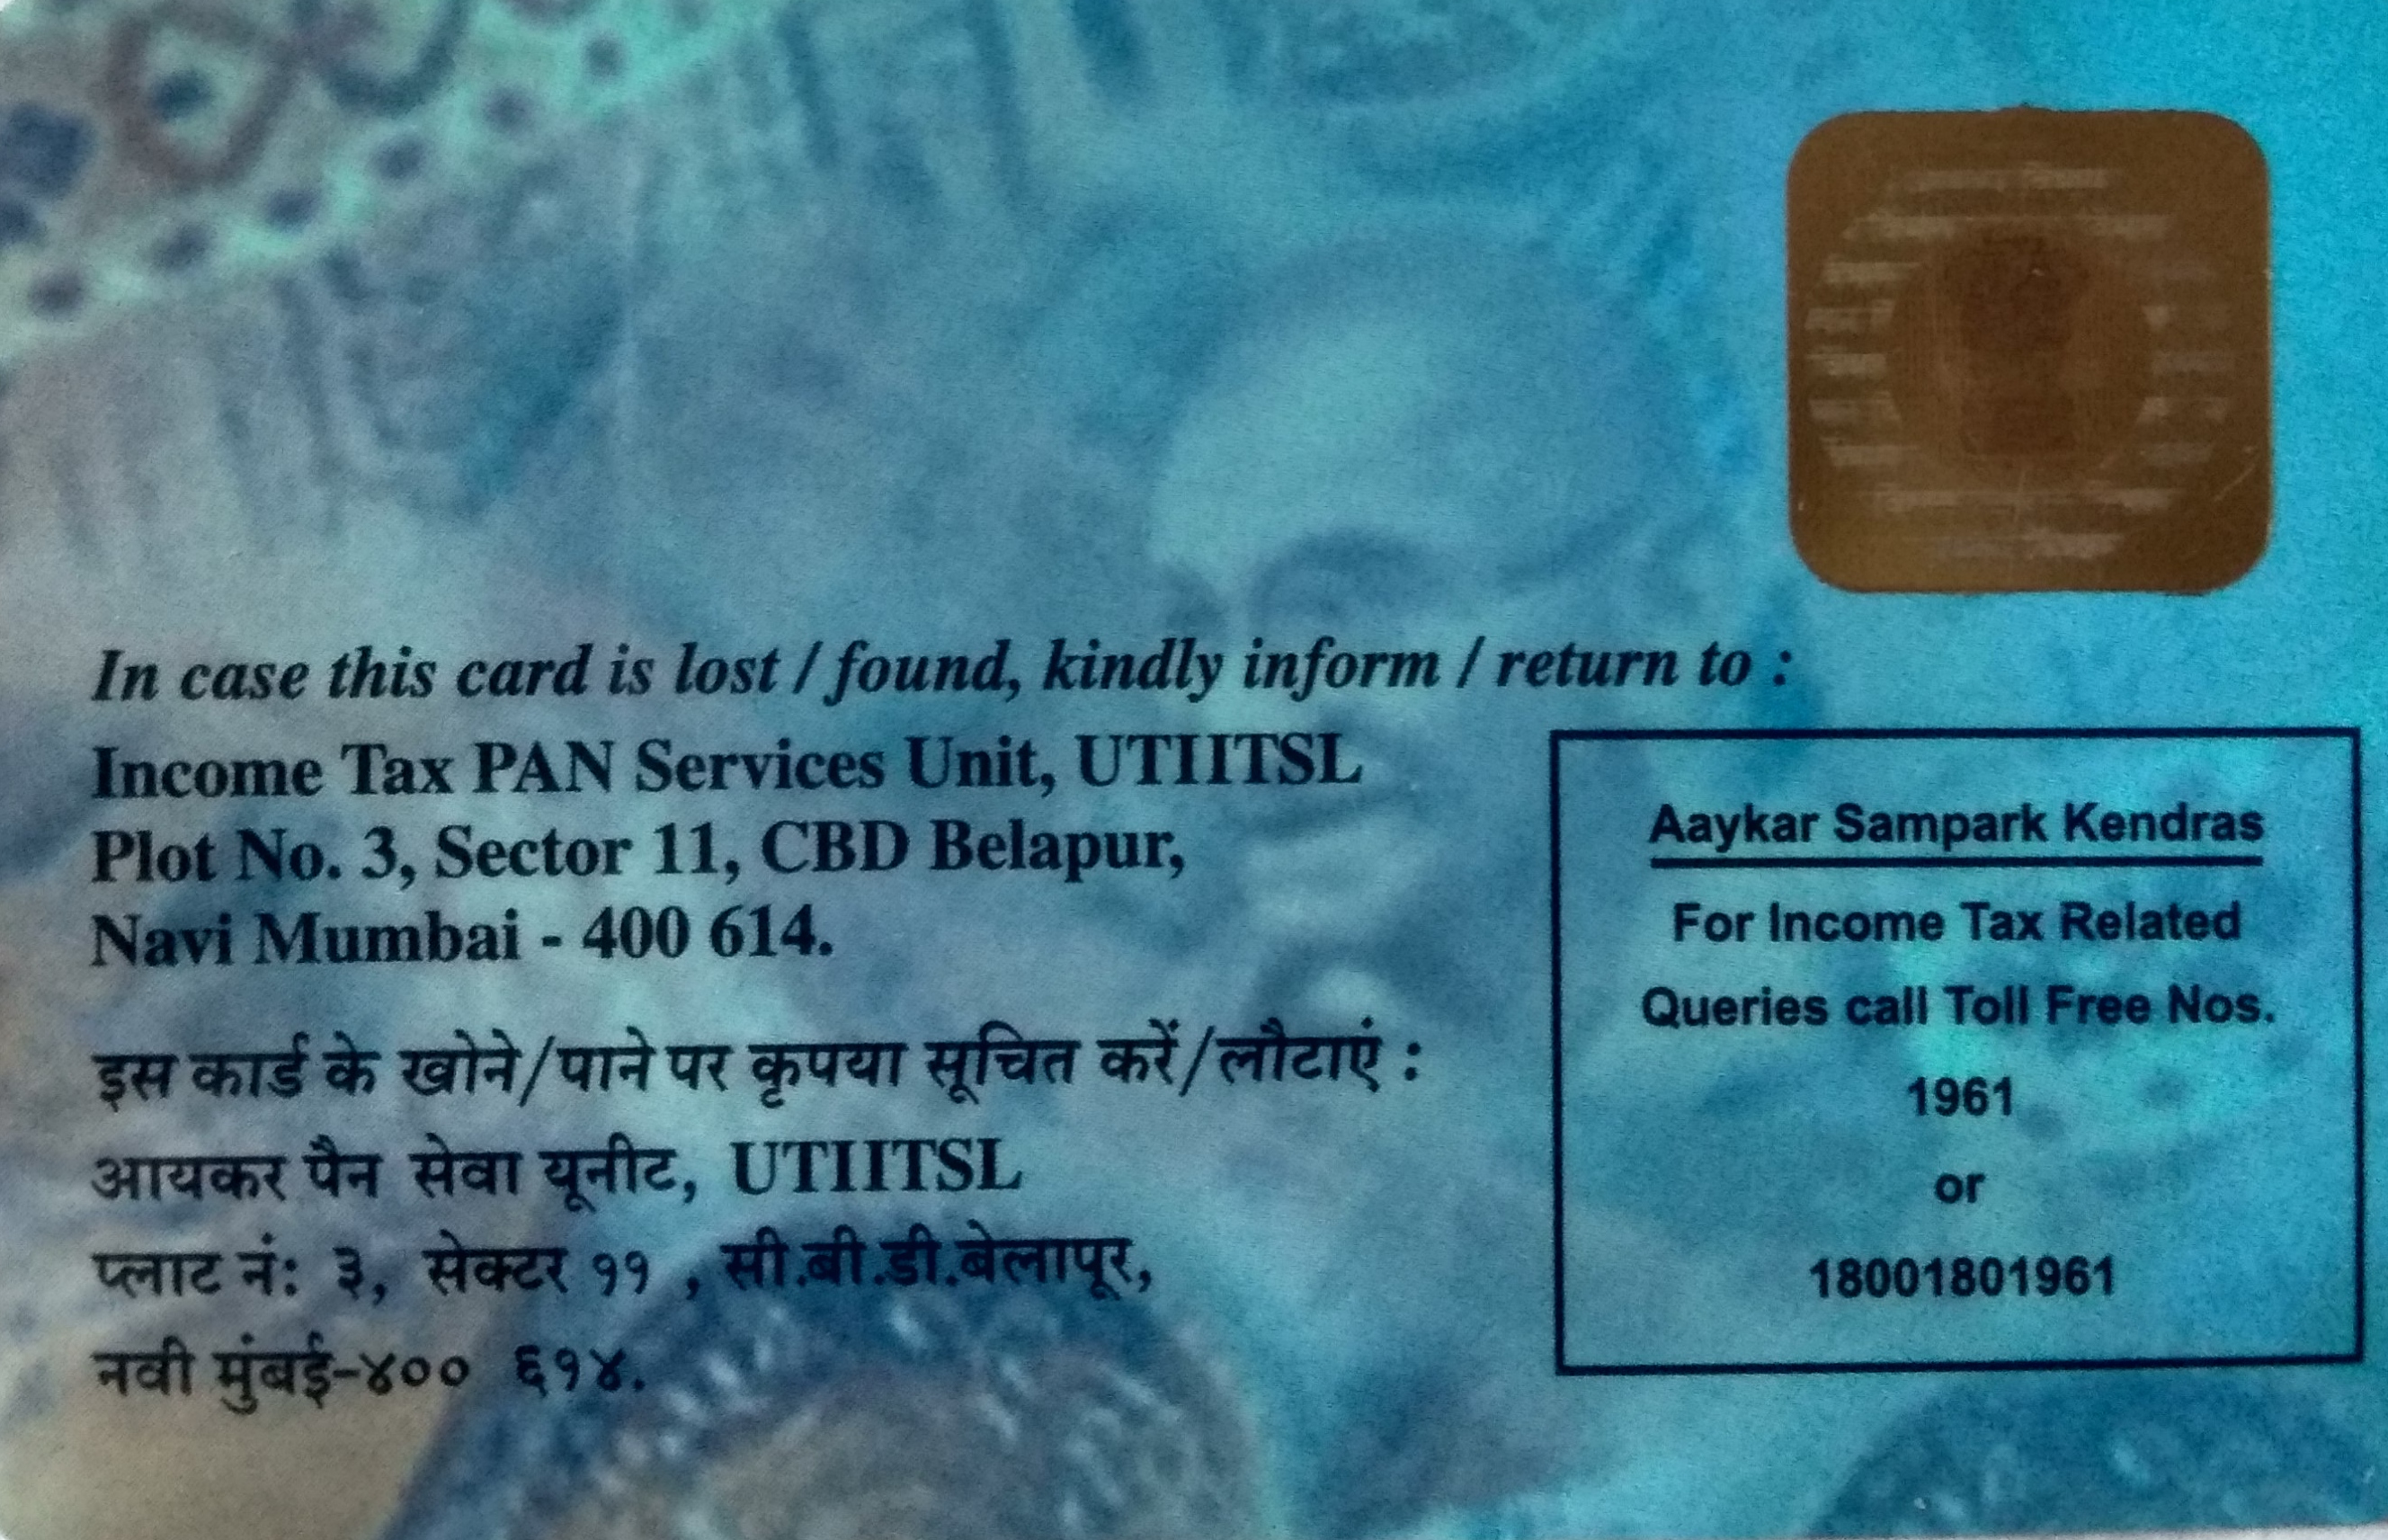 In case this card is lost / found, kindly inform / return to :
Income Tax PAN Services Unit, UTIITSL
Plot No. 3, Sector 11, CBD Belapur,
Navi Mumbai - 400 614.
इस कार्ड के खोने/पाने पर कृपया सूचित करें/लौटाएं :
आयकर पैन सेवा यूनीट, UTIITSL
प्लाट नं: ३, सेक्टर ११ , सी.बी.डी.बेलापूर,
नवी मुंबई-४०० ६१४.
Aaykar Sampark Kendras
For Income Tax Related
Queries call Toll Free Nos.
1961
or
18001801961